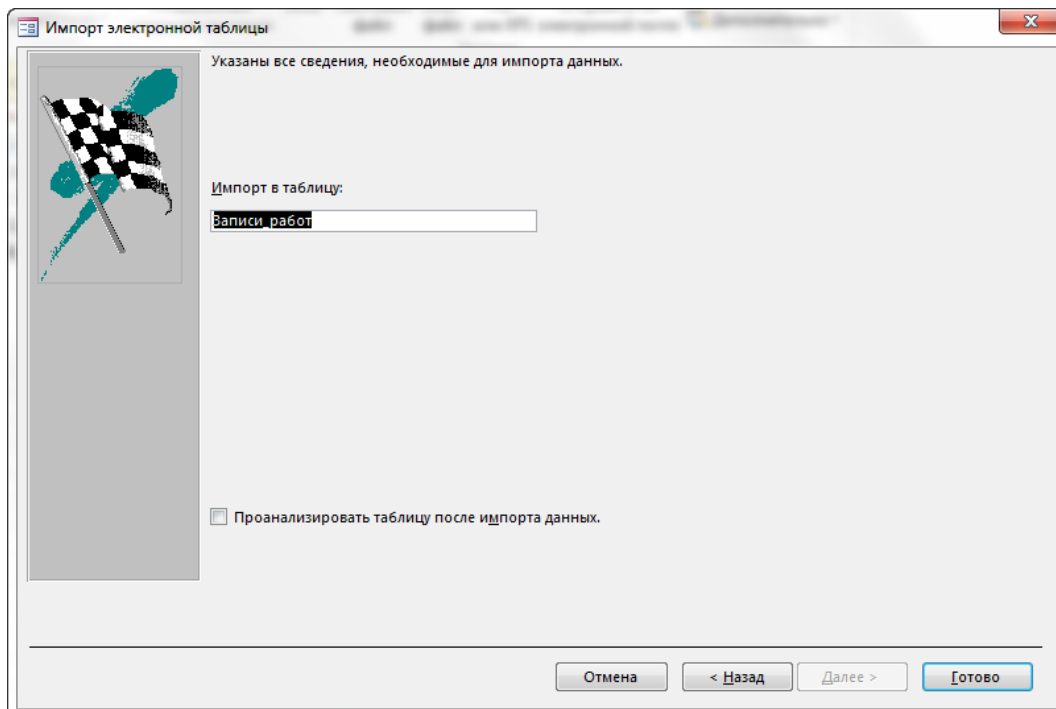 Импорт электронной таблицы
Указаны все сведения, необходимые для импорта данных.
Импорт в таблицу:
Записи_работ
Проанализировать таблицу после импорта данных.
Отмена
< Назад
Далее >
Готово